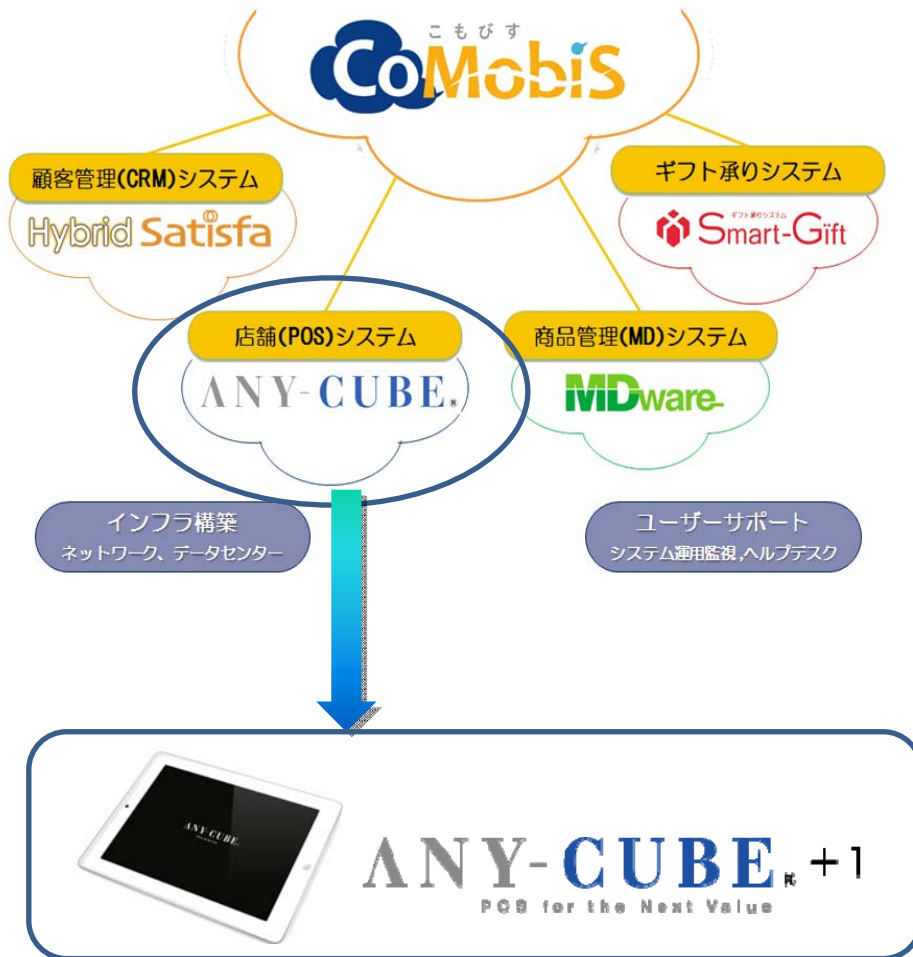 こもびす
CoMobiS
顧客管理(CRM)システム
Hybrid Satisfa
ギフト承りシステム
ギフト承りシステム
Smart-Gift
店舗(POS)システム
ANY-CUBE®
商品管理(MD)システム
MDware
インフラ構築
ネットワーク、データセンター
ユーザーサポート
システム運用監視,ヘルプデスク
ANY-CUBE
ANY-CUBE® +1
POS for the Next Value